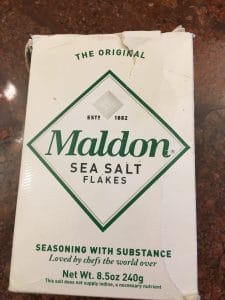 THE ORIGINAL
ESTD 1882
Maldon®
SEA SALT
FLAKES
SEASONING WITH SUBSTANCE
Loved by chefs the world over
Net Wt. 8.5oz 240g
This salt does not supply iodine, a necessary nutrient